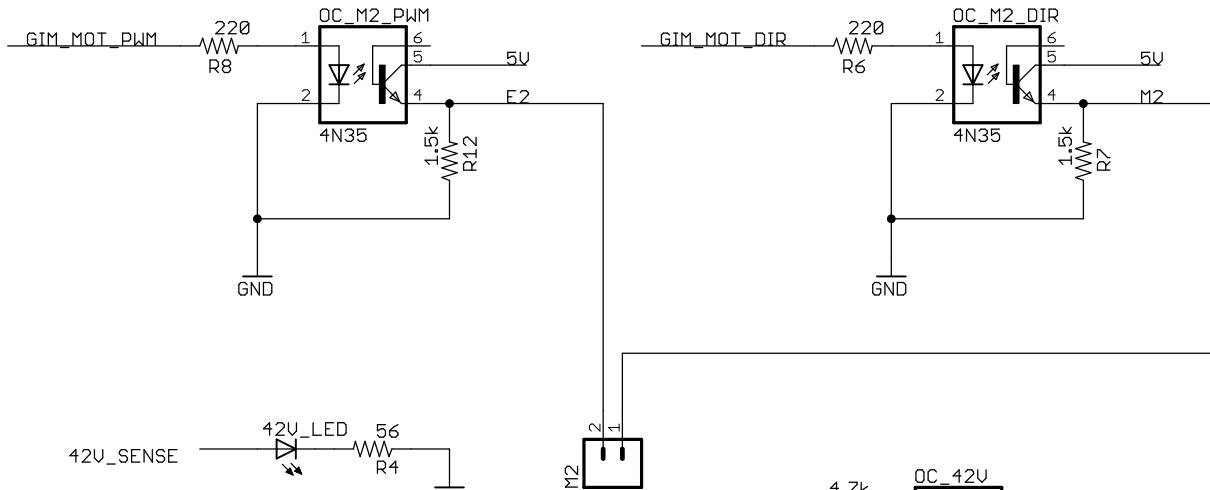 OC_M2_PWM
220
GIM_MOT_PWM
R8
1
6
5
5V
2
4
E2
4N35
1.5k
R12
GND
OC_M2_DIR
220
GIM_MOT_DIR
R6
1
6
5
5V
2
4
M2
4N35
1.5k
R7
GND
42V_LED
56
42V_SENSE
R4
2
1
M2
4.7k
OC_42V